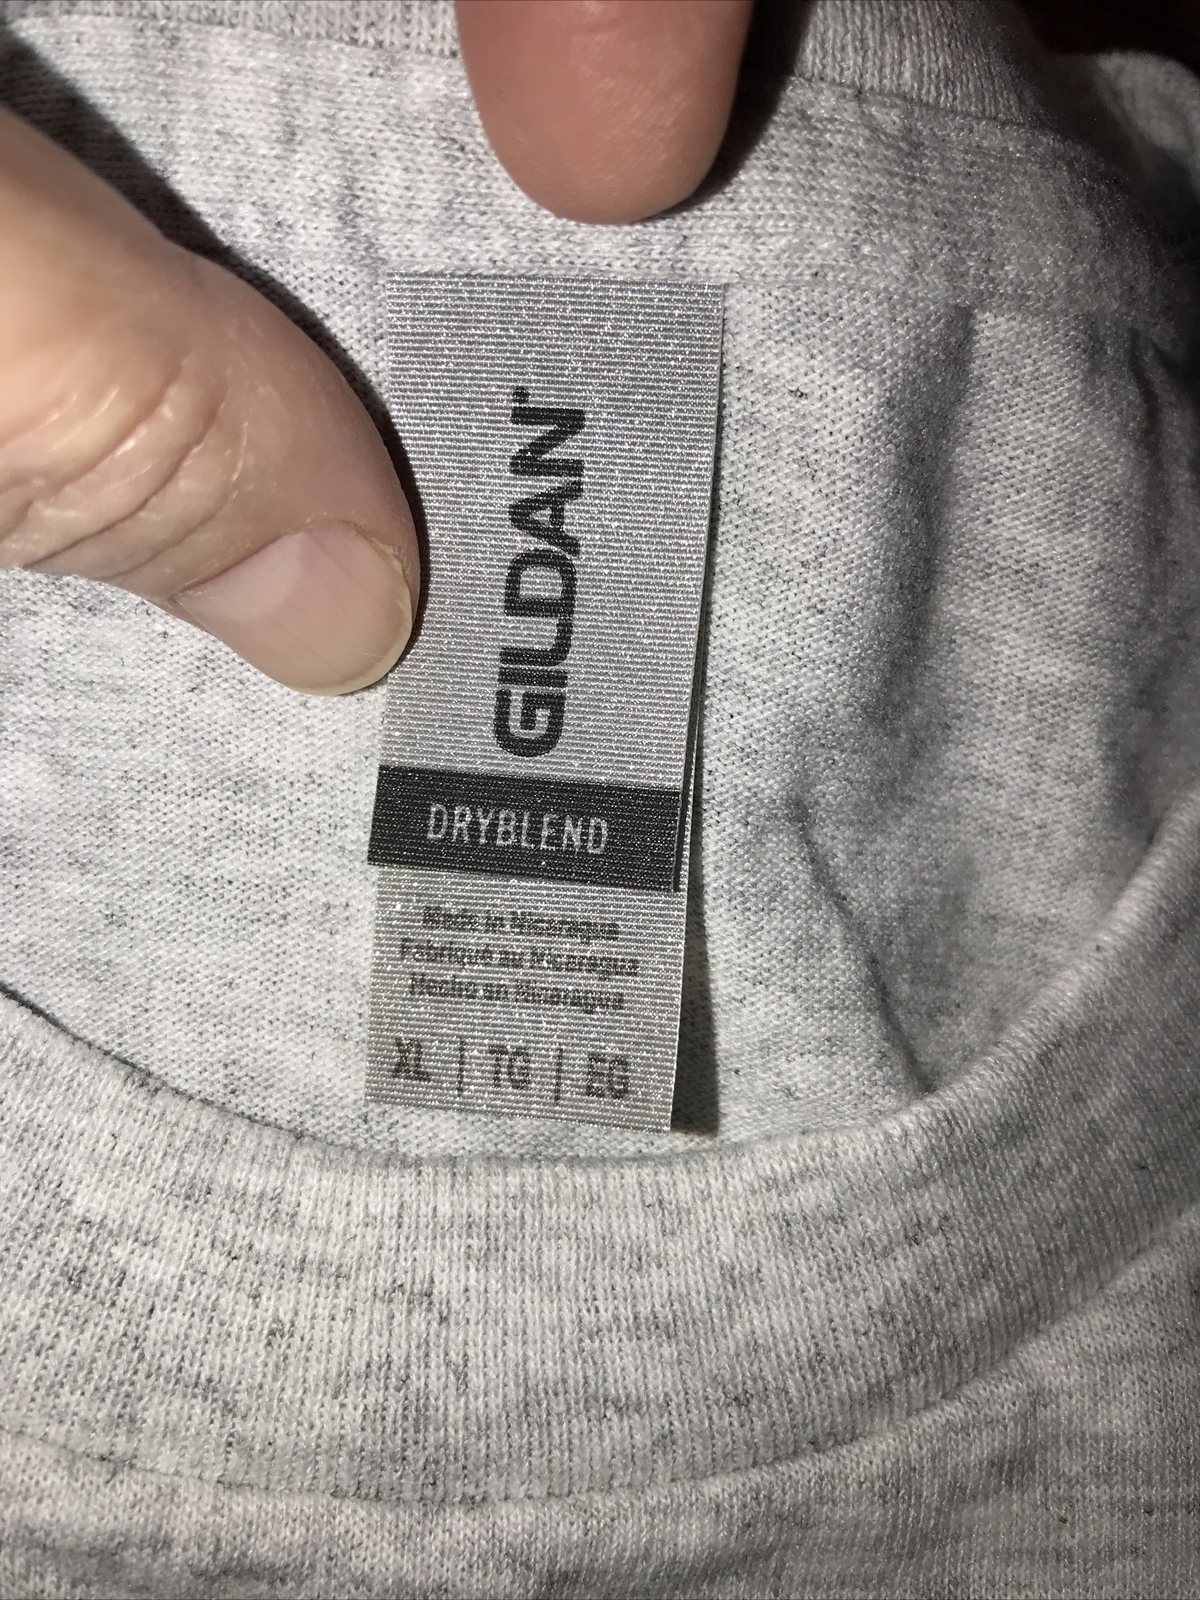 GILDAN®
DRYBLEND
Made in Nicaragua
Fabriqué au Nicaragua
Hecho en Nicaragua
XL | TG | EG